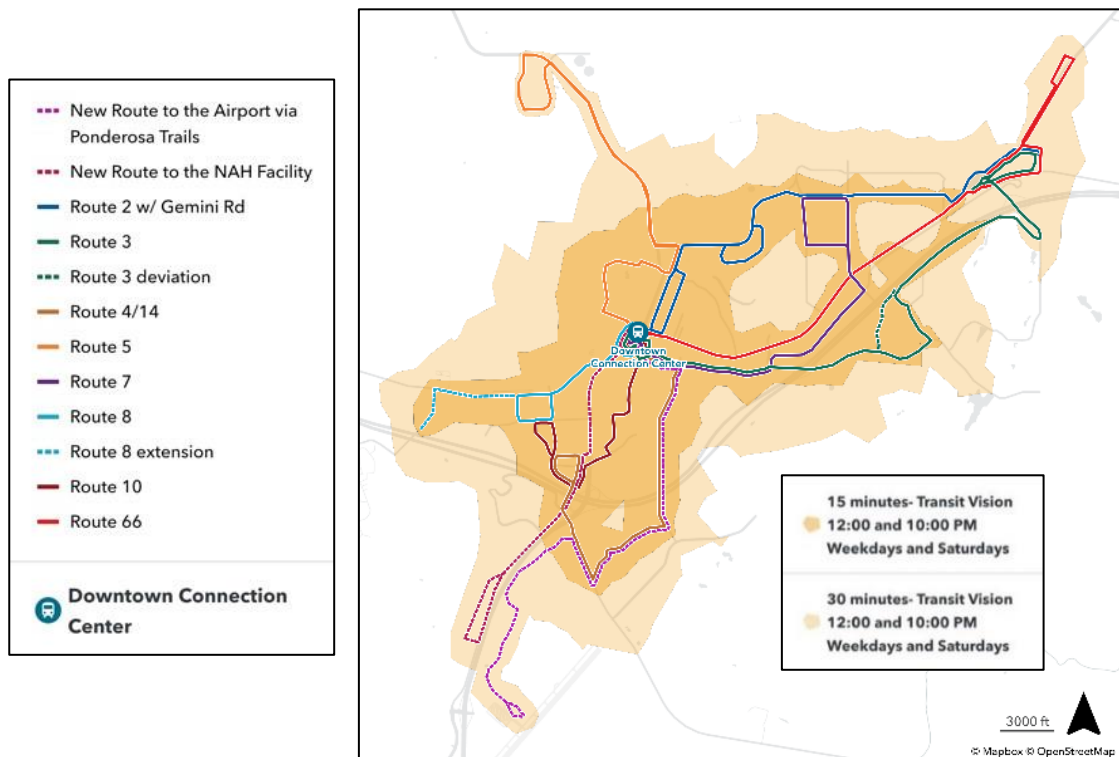 New Route to the Airport via
Ponderosa Trails
New Route to the NAH Facility
Route 2 w/ Gemini Rd
Route 3
Route 3 deviation
Route 4/14
Route 5
Route 7
Route 8
Route 8 extension
Route 10
Route 66
Downtown Connection
Center
Downtown
Connection Center
15 minutes- Transit Vision
12:00 and 10:00 PM
Weekdays and Saturdays
30 minutes- Transit Vision
12:00 and 10:00 PM
Weekdays and Saturdays
3000 ft
© Mapbox © OpenStreetMap